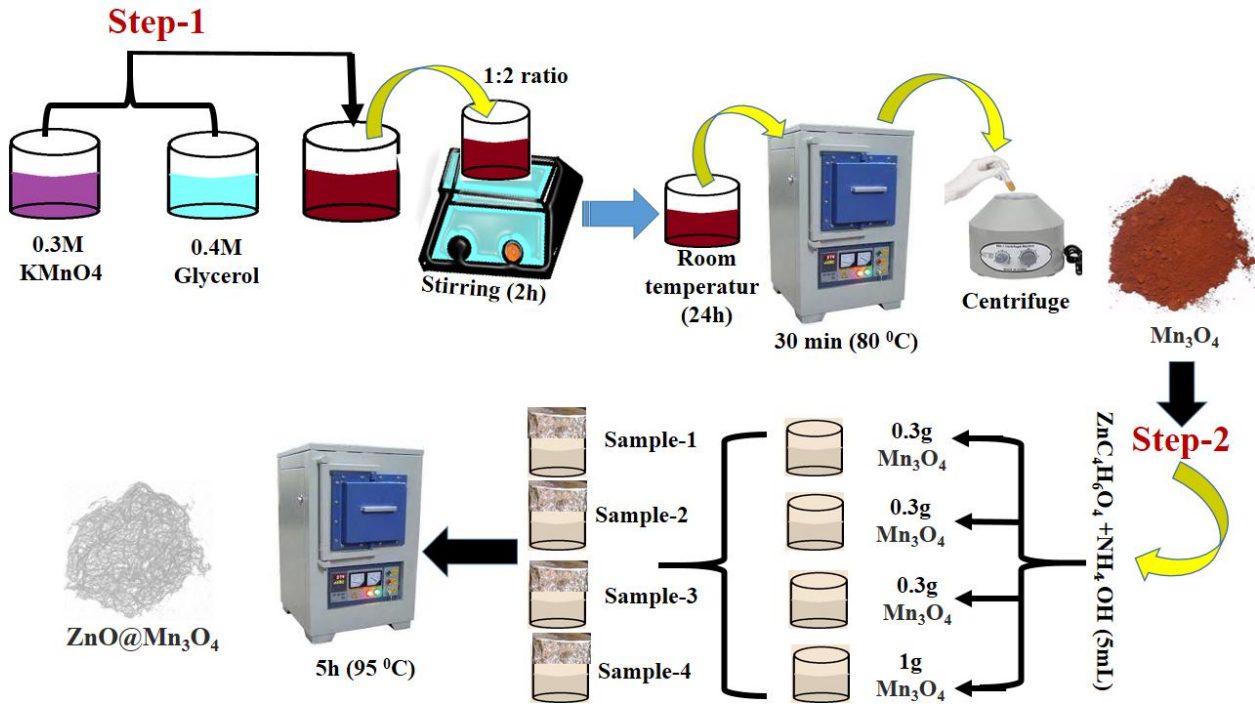 Step-1
1:2 ratio
0.3M
KMnO4
0.4M
Glycerol
Stirring (2h)
Room
temperatur
(24h)
30 min (80 ⁰C)
Centrifuge
Mn₃O₄
Step-2
ZnC₄H₆O₄ +NH₄ OH (5mL)
0.3g
Mn₃O₄
0.3g
Mn₃O₄
0.3g
Mn₃O₄
1g
Mn₃O₄
Sample-1
Sample-2
Sample-3
Sample-4
5h (95 ⁰C)
ZnO@Mn₃O₄